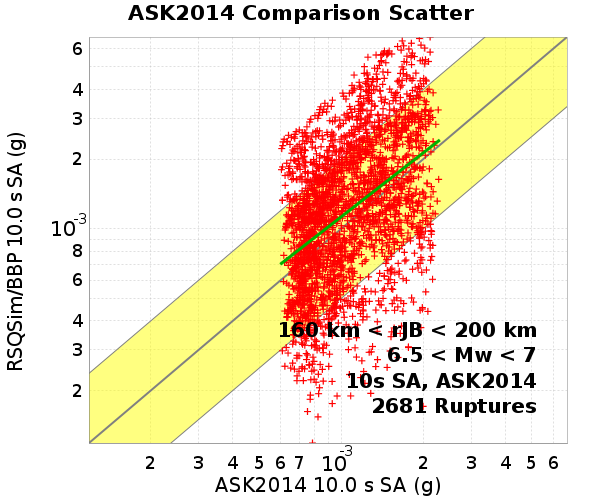 ASK2014 Comparison Scatter
RSQSim/BBP 10.0 s SA (g)
6
4
3
2
10-3
8
6
4
3
2
160 km < rJB < 200 km
6.5 < Mw < 7
10s SA, ASK2014
2681 Ruptures
2 3 4 5 6 7 10-3 2 3 4 5 6
ASK2014 10.0 s SA (g)